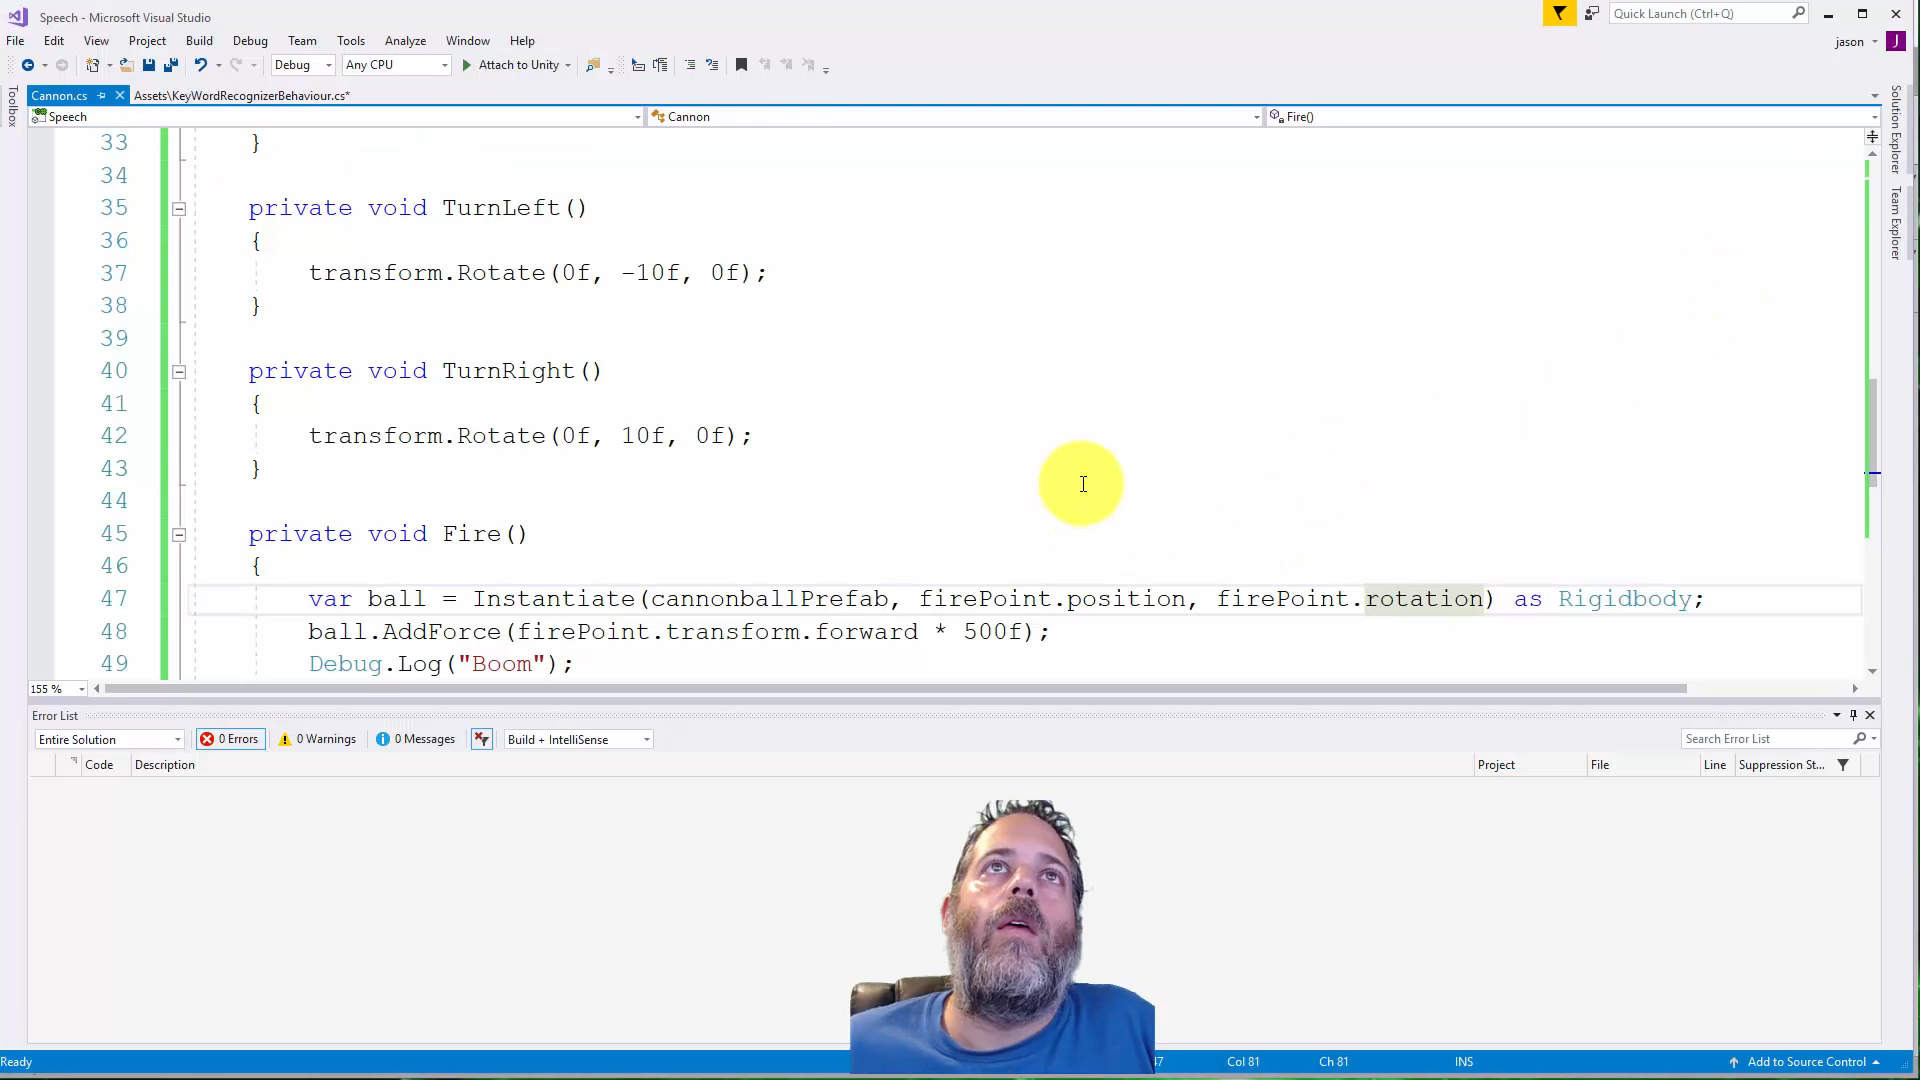 Speech - Microsoft Visual Studio
Quick Launch (Ctrl+Q)
File Edit View Project Build Debug Team Tools Analyze Window Help
jason J
Debug Any CPU Attach to Unity
Toolbox
Cannon.cs Assets\KeyWordRecognizerBehaviour.cs*
Speech Cannon Fire()
Solution Explorer
Team Explorer
33 }
34
35 private void TurnLeft()
36 {
37 transform.Rotate(0f, -10f, 0f);
38 }
39
40 private void TurnRight()
41 {
42 transform.Rotate(0f, 10f, 0f);
43 }
44
45 private void Fire()
46 {
47 var ball = Instantiate(cannonballPrefab, firePoint.position, firePoint.rotation) as Rigidbody;
48 ball.AddForce(firePoint.transform.forward * 500f);
49 Debug.Log("Boom");
155 %
Error List
Entire Solution 0 Errors 0 Warnings 0 Messages Build + IntelliSense Search Error List
Code Description Project File Line Suppression St...
Ready 47 Col 81 Ch 81 INS Add to Source Control